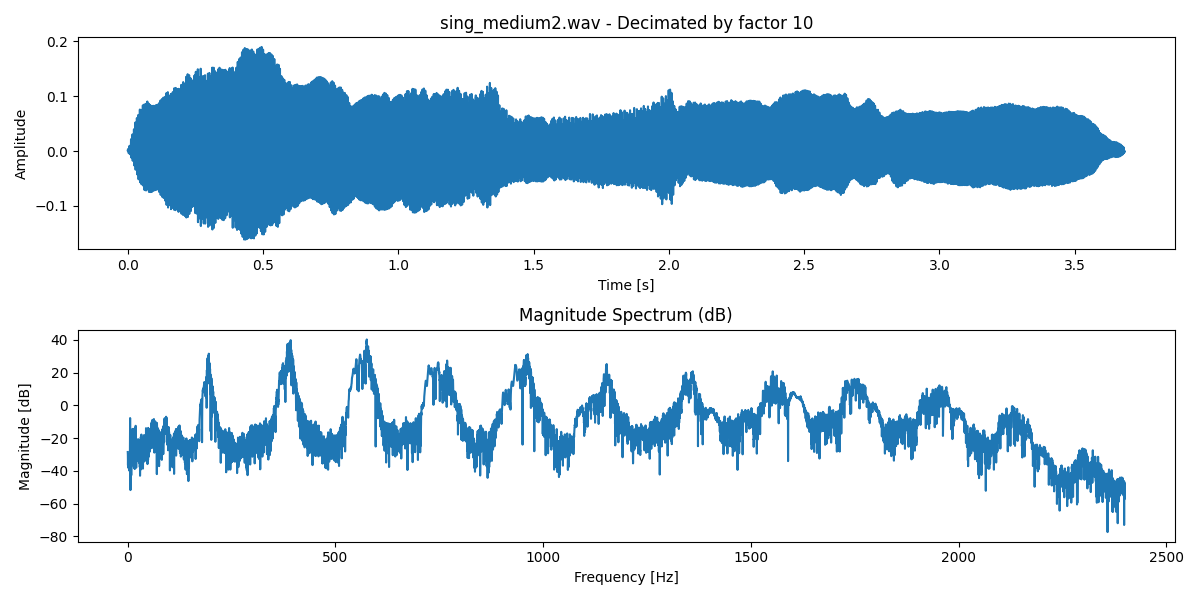 sing_medium2.wav - Decimated by factor 10
0.2
0.1
0.0
−0.1
Amplitude
0.0 0.5 1.0 1.5 2.0 2.5 3.0 3.5
Time [s]
Magnitude Spectrum (dB)
40
20
0
−20
−40
−60
−80
Magnitude [dB]
0 500 1000 1500 2000 2500
Frequency [Hz]